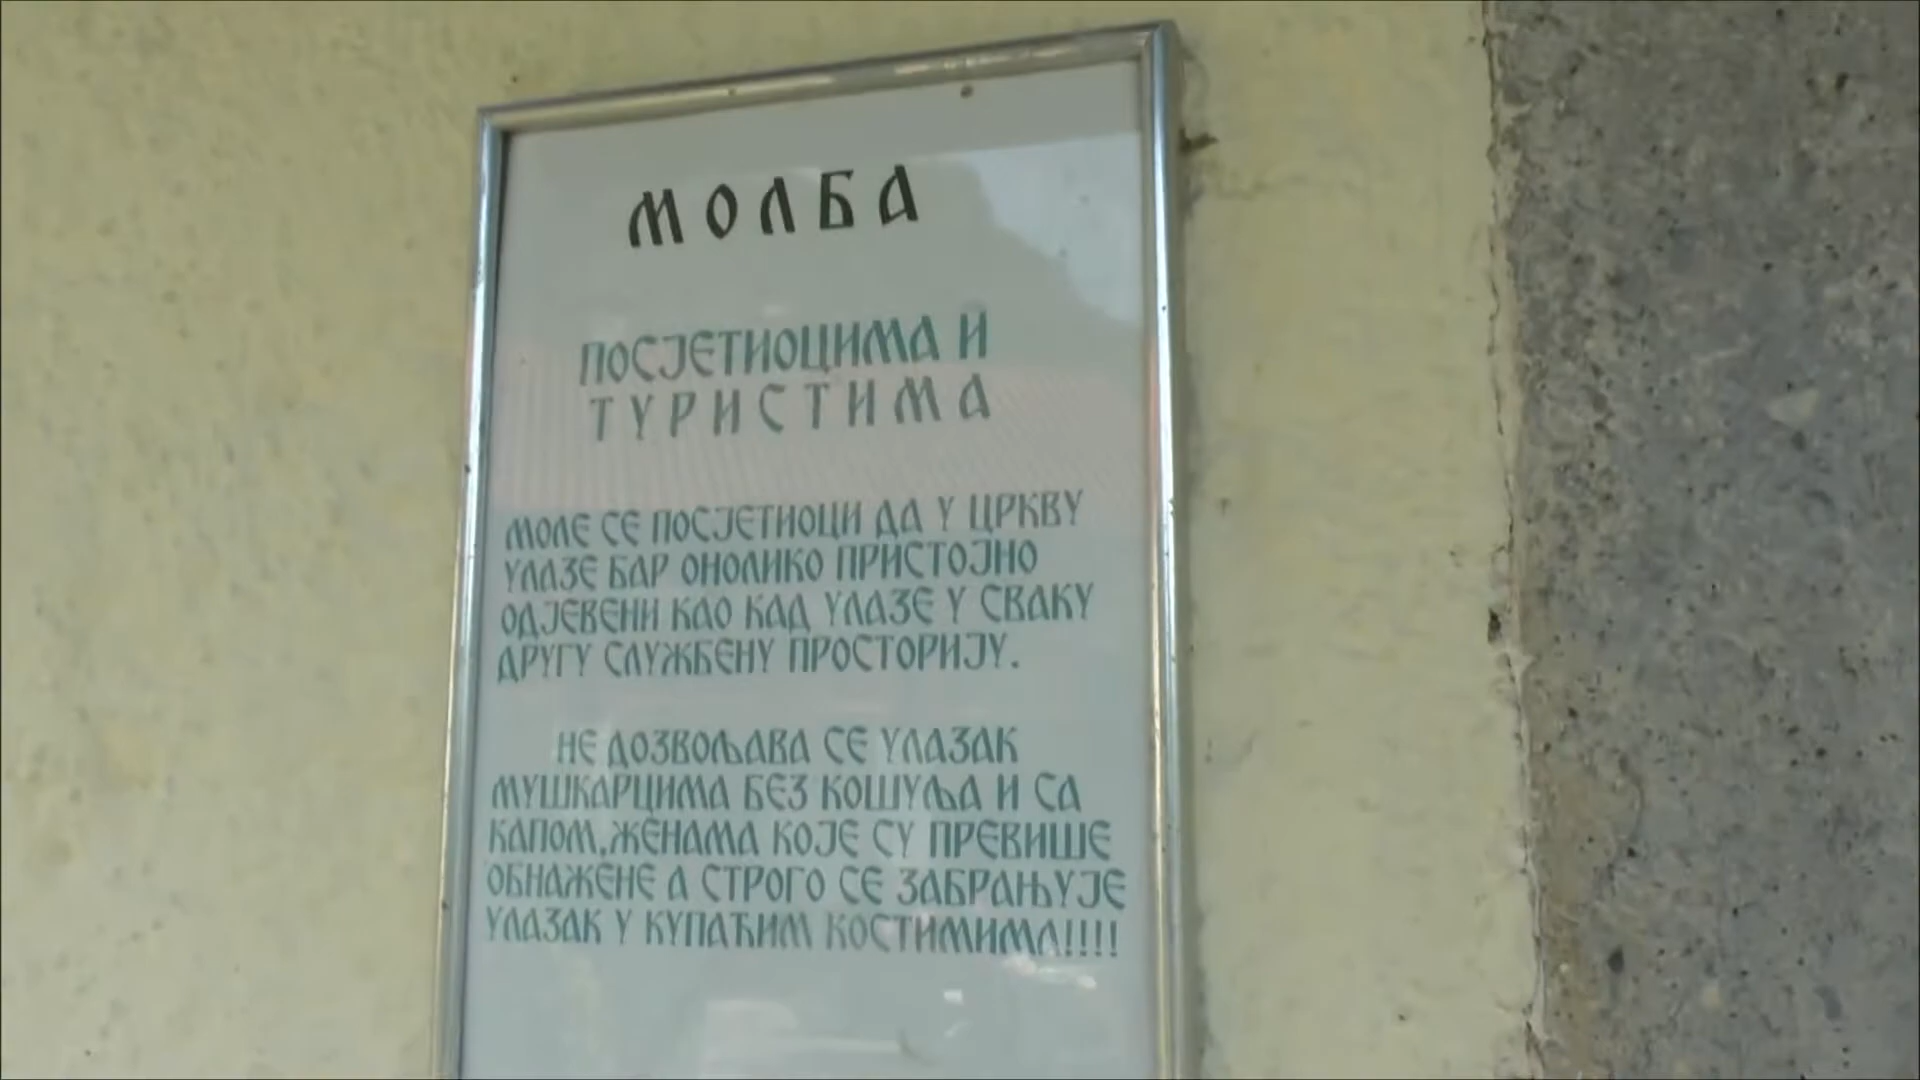 МОЛБА
ПОСЈЕТИОЦИМА И
ТУРИСТИМА
МОЛЕ СЕ ПОСЈЕТИОЦИ ДА У ЦРКВУ
УЛАЗЕ БАР ОНОЛИКО ПРИСТОЈНО
ОДЈЕВЕНИ КАО КАД УЛАЗЕ У СВАКУ
ДРУГУ СЛУЖБЕНУ ПРОСТОРИЈУ.
НЕ ДОЗВОЉАВА СЕ УЛАЗАК
МУШКАРЦИМА БЕЗ КОШУЉА И СА
КАПОМ,ЖЕНАМА КОЈЕ СУ ПРЕВИШЕ
ОБНАЖЕНЕ А СТРОГО СЕ ЗАБРАЊУЈЕ
УЛАЗАК У КУПАЋИМ КОСТИМИМА!!!!